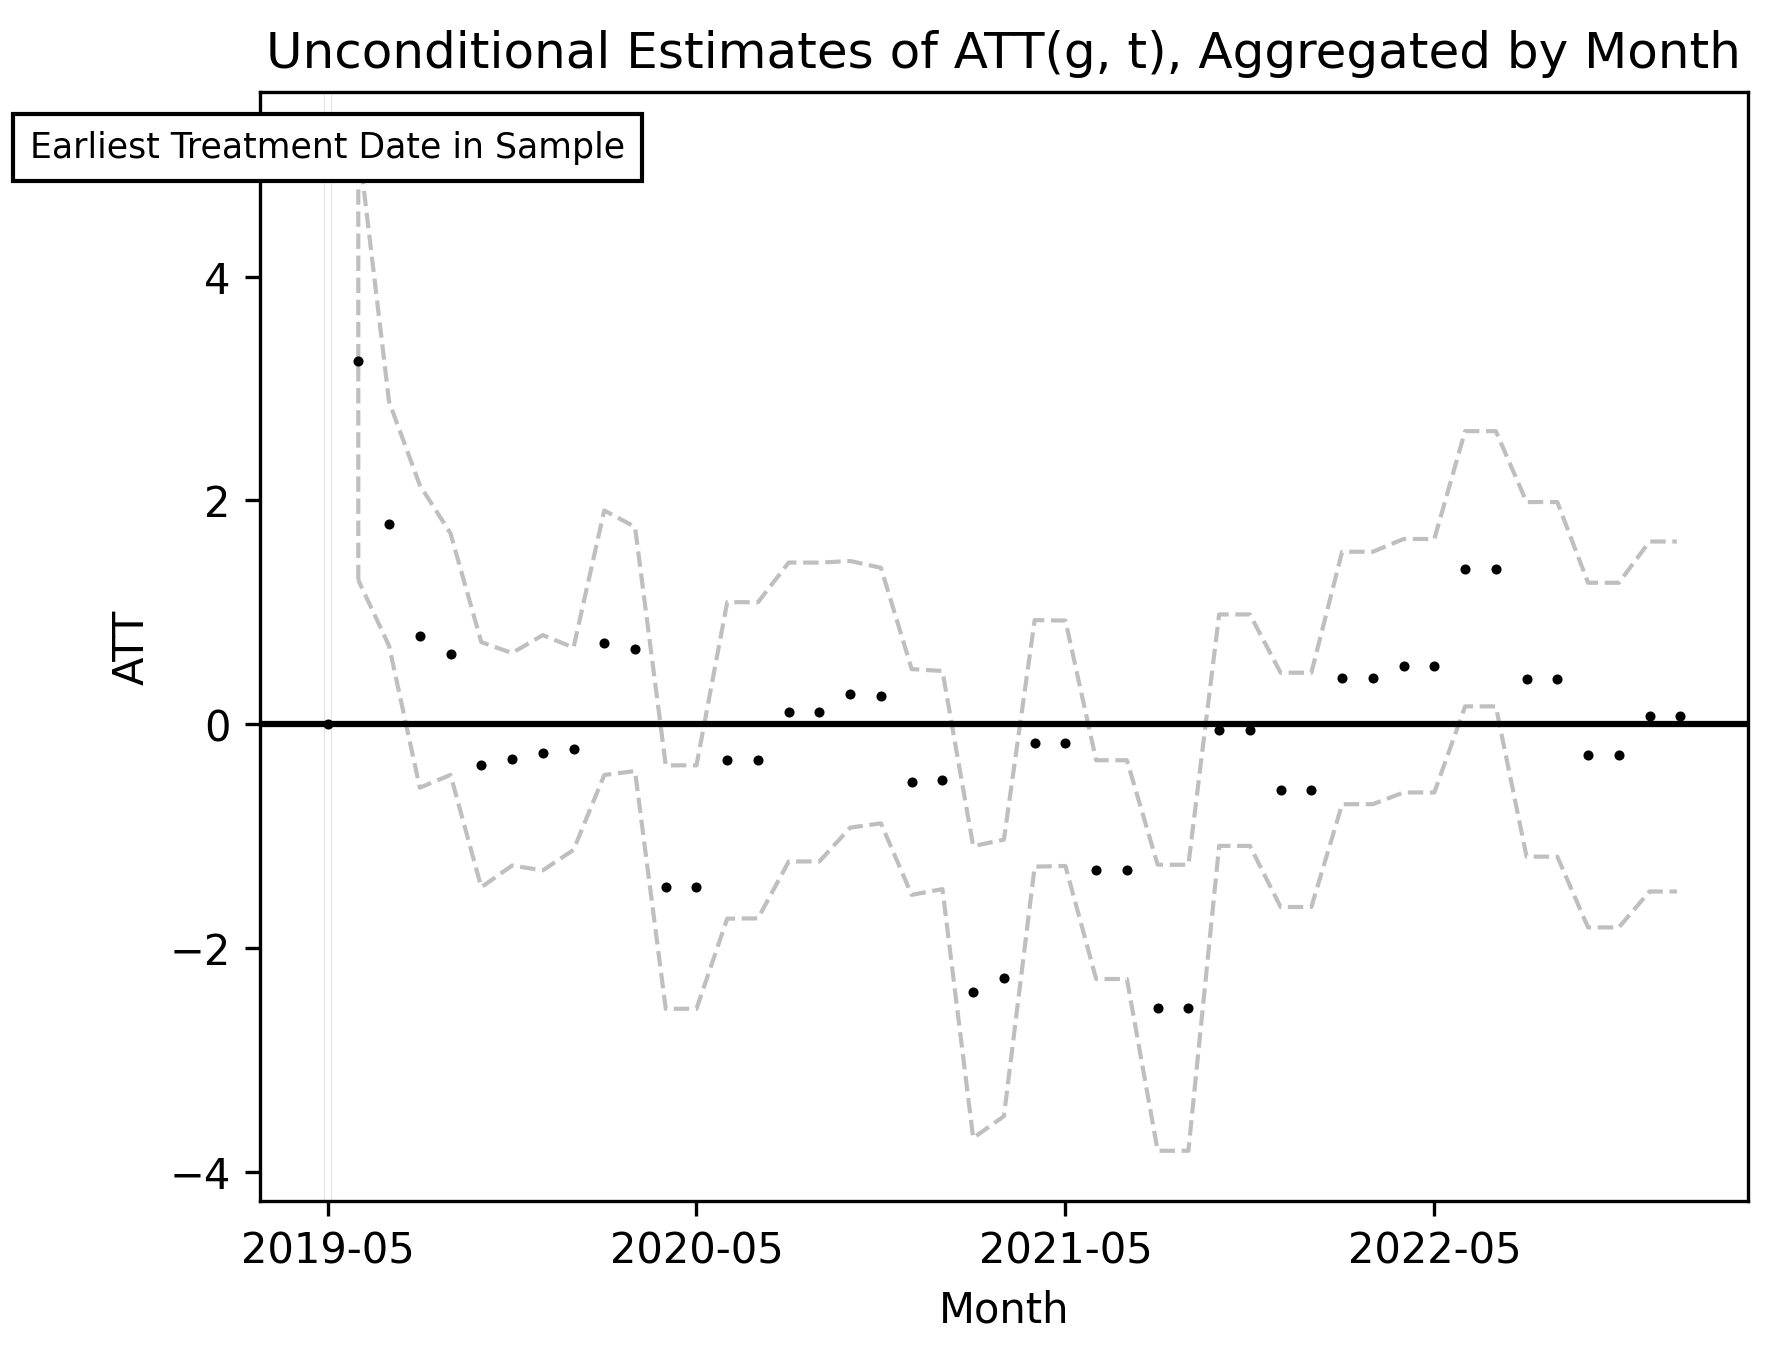 Unconditional Estimates of ATT(g, t), Aggregated by Month
Earliest Treatment Date in Sample
4
2
0
−2
−4
ATT
2019-05 2020-05 2021-05 2022-05
Month